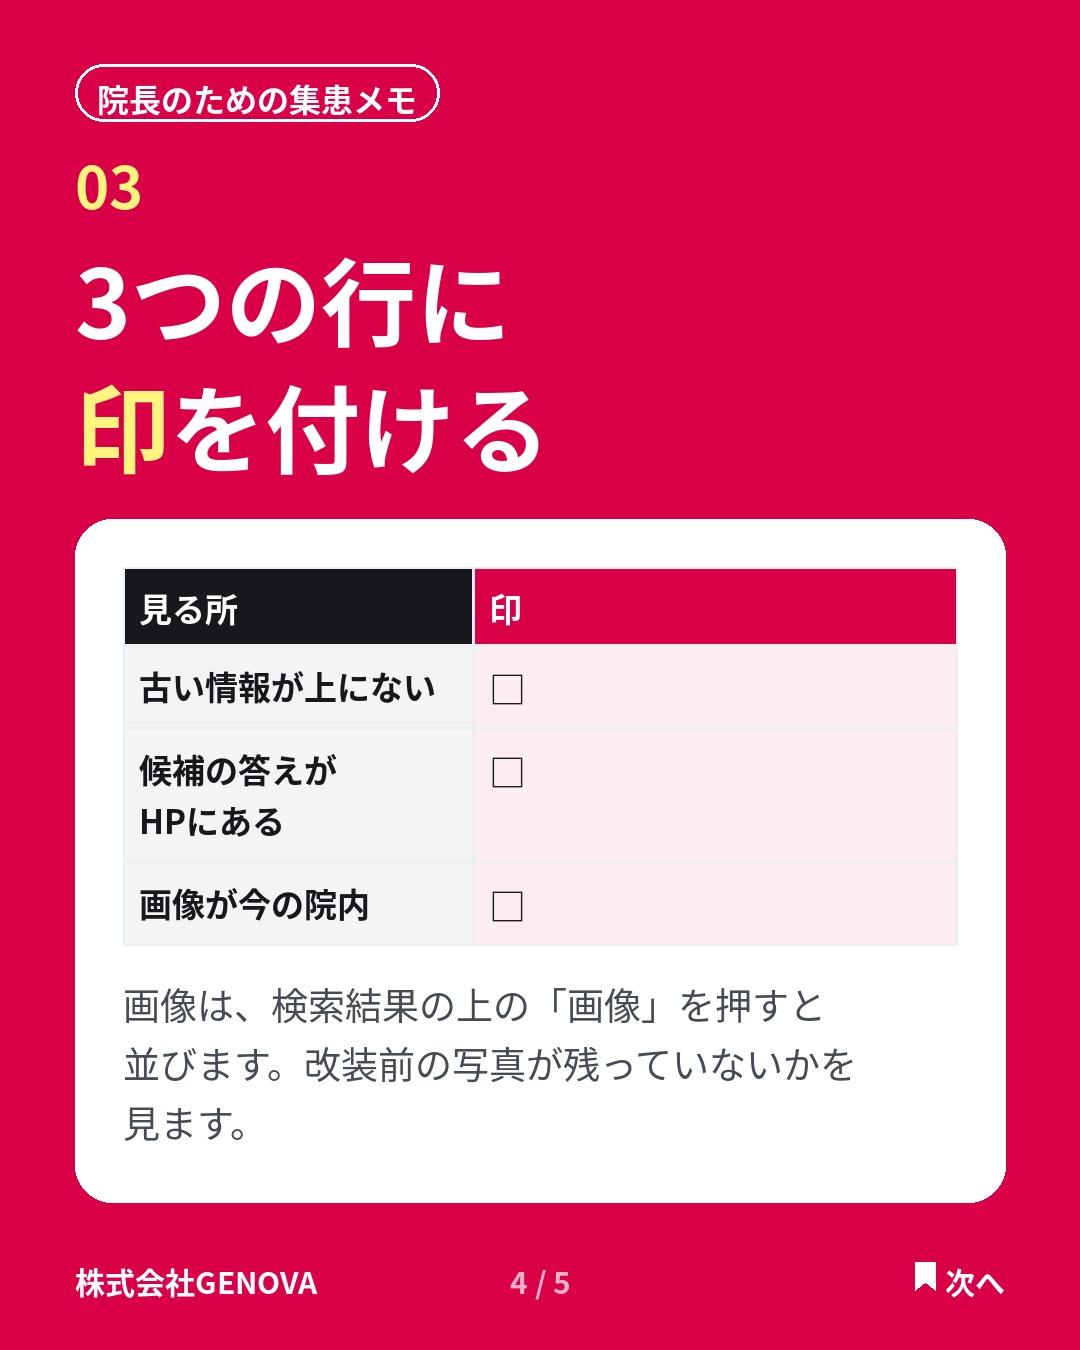 院長のための集患メモ
03
3つの行に
印を付ける
見る所
印
古い情報が上にない
□
候補の答えが
HPにある
□
画像が今の院内
□
画像は、検索結果の上の「画像」を押すと
並びます。改装前の写真が残っていないかを
見ます。
株式会社GENOVA
4 / 5
次へ